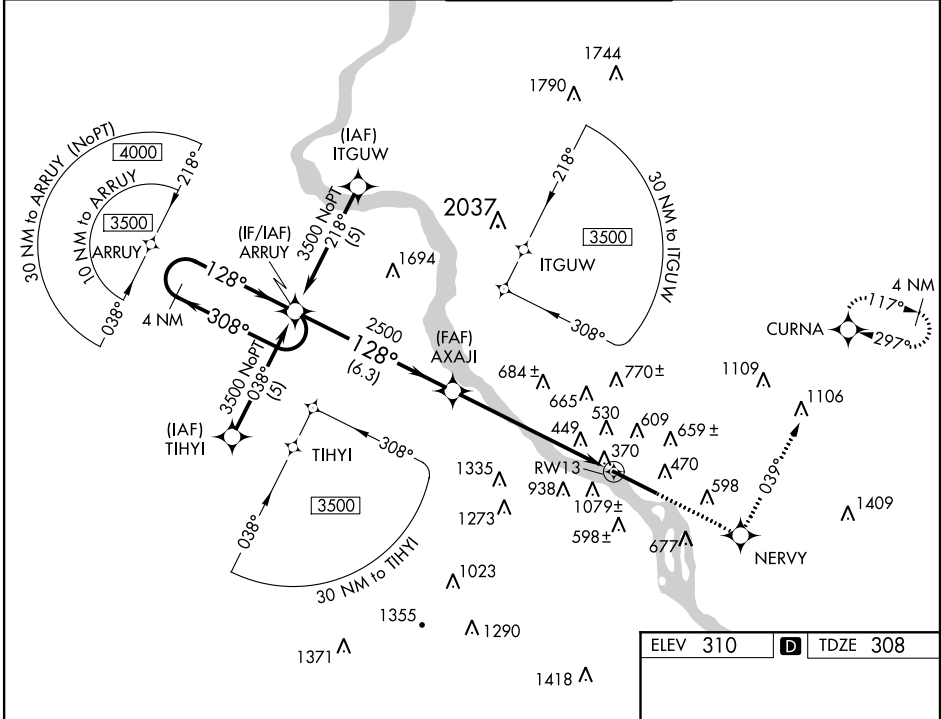 1744
1790
(IAF)
ITGUW
30 NM to ARRUY (NoPT)
4000
218°
10 NM to ARRUY
3500
ARRUY
038°
3500 NoPT
218°
(5)
(IF/IAF)
ARRUY
2037
218°
30 NM to ITGUW
3500
ITGUW
308°
1694
128°
4 NM
308°
2500
128°
(6.3)
(FAF)
AXAJI
4 NM
117°
CURNA
297°
3500 NoPT
038°
(5)
(IAF)
TIHYI
684 ±
770 ±
665
530
609
449
659 ±
370
RW13
470
1109
1106
039°
308°
TIHYI
3500
038°
30 NM to TIHYI
1335
1273
938
1079±
598
598±
677
1409
NERVY
1023
1355
1290
1371
1418
ELEV 310
D
TDZE 308